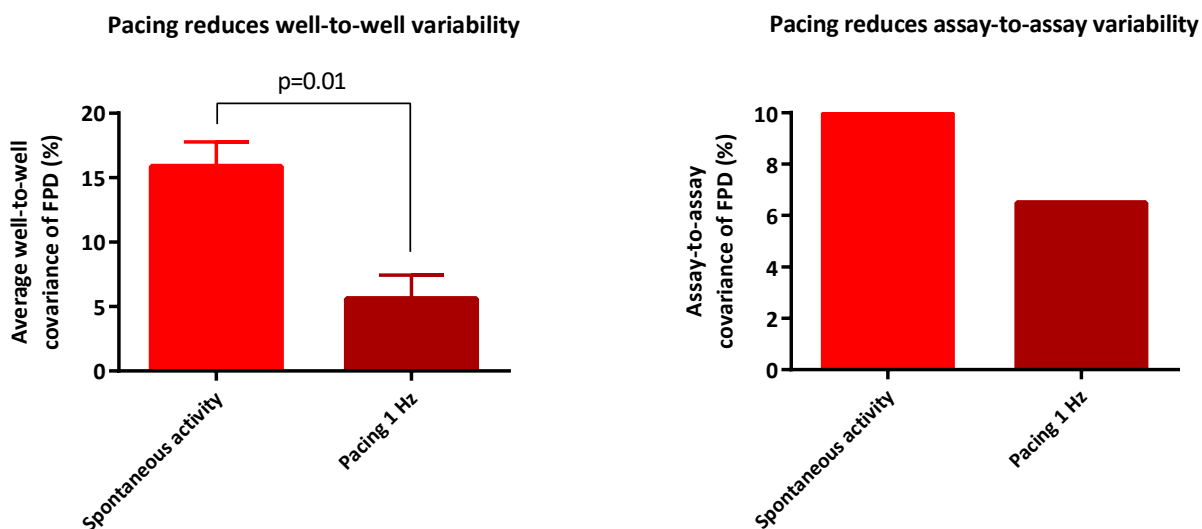 Pacing reduces well-to-well variability
p=0.01
Average well-to-well
covariance of FPD (%)
20
15
10
5
0
Spontaneous activity
Pacing 1 Hz
Pacing reduces assay-to-assay variability
Assay-to-assay
covariance of FPD (%)
10
8
6
4
2
0
Spontaneous activity
Pacing 1 Hz